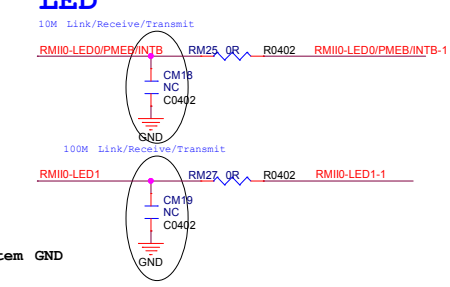 LED
10M Link/Receive/Transmit
RMII0-LED0/PMEB/INTB RM25 0R R0402 RMII0-LED0/PMEB/INTB-1
CM18
NC
C0402
GND
100M Link/Receive/Transmit
RMII0-LED1 RM27 0R R0402 RMII0-LED1-1
CM19
NC
C0402
tem GND
GND